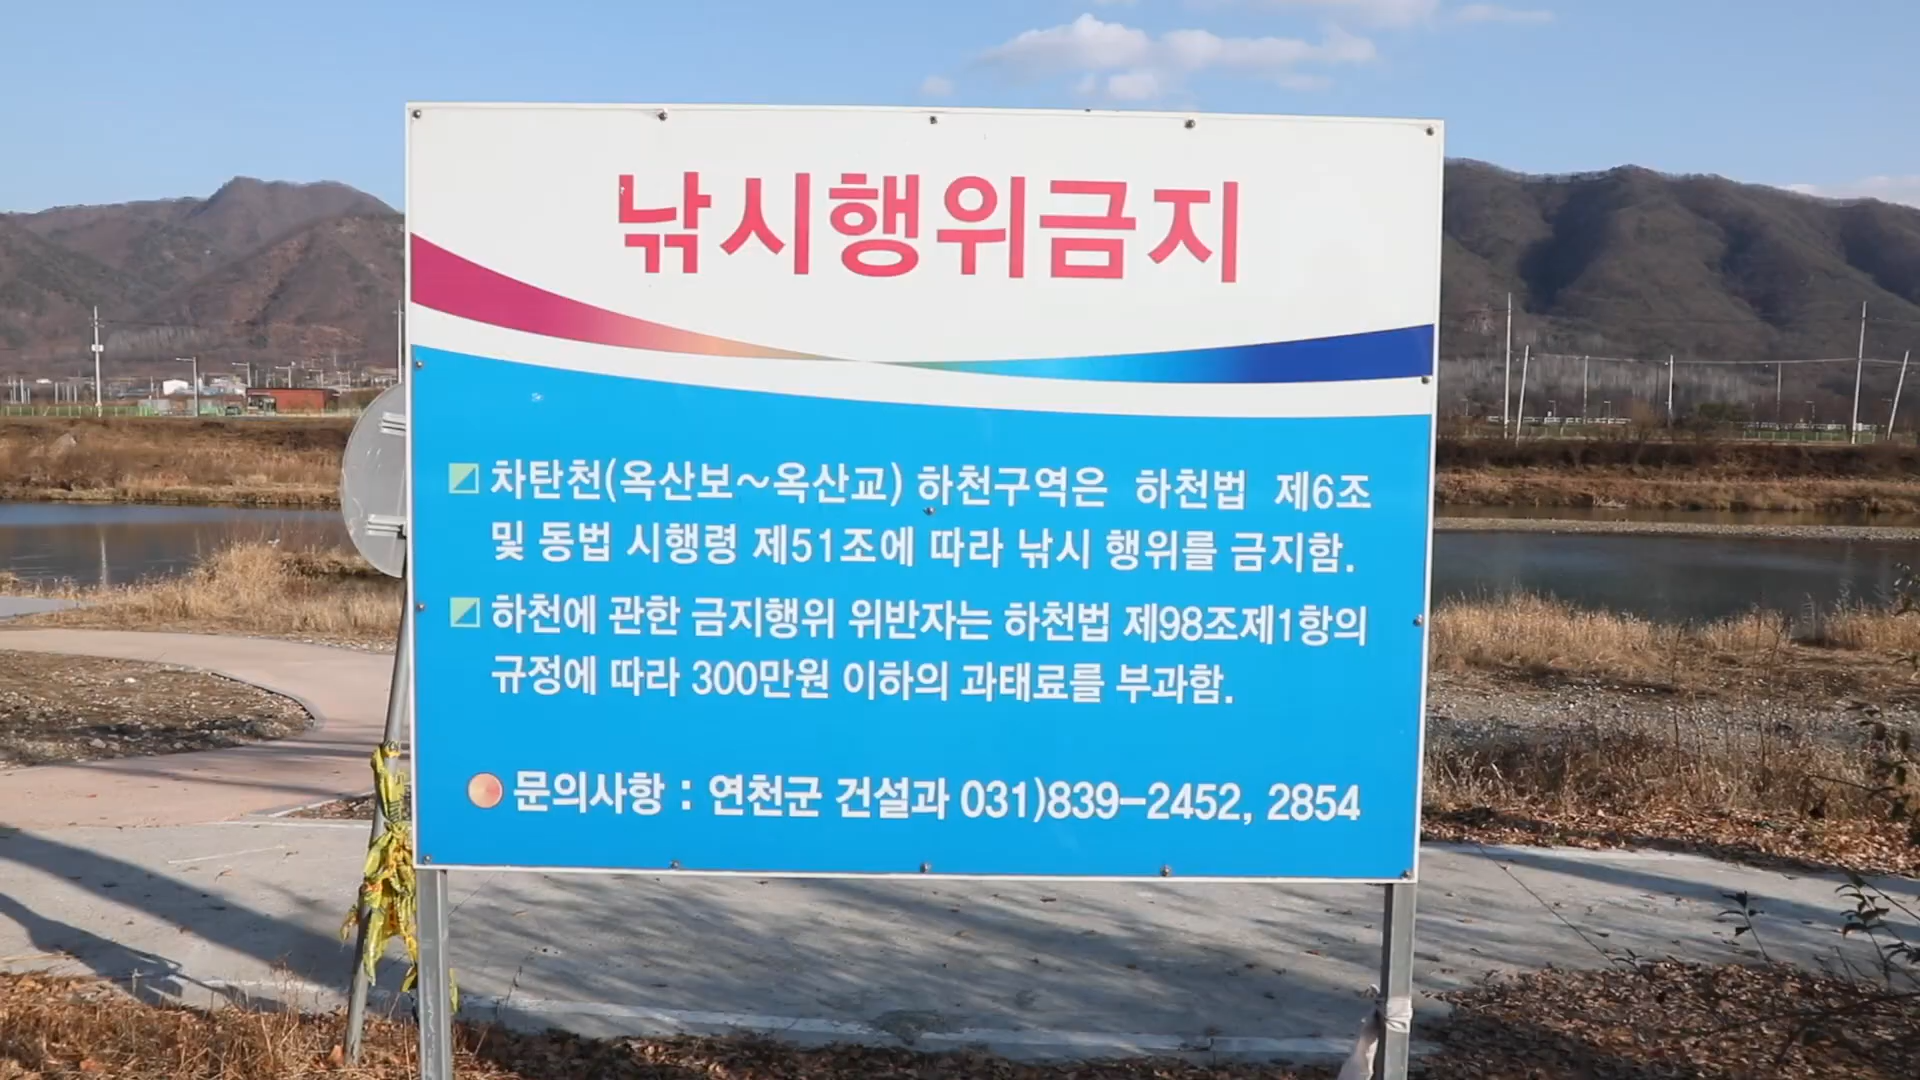 낚시행위금지
차탄천(옥산보~옥산교) 하천구역은 하천법 제6조
및 동법 시행령 제51조에 따라 낚시 행위를 금지함.
하천에 관한 금지행위 위반자는 하천법 제98조제1항의
규정에 따라 300만원 이하의 과태료를 부과함.
문의사항 : 연천군 건설과 031)839-2452, 2854